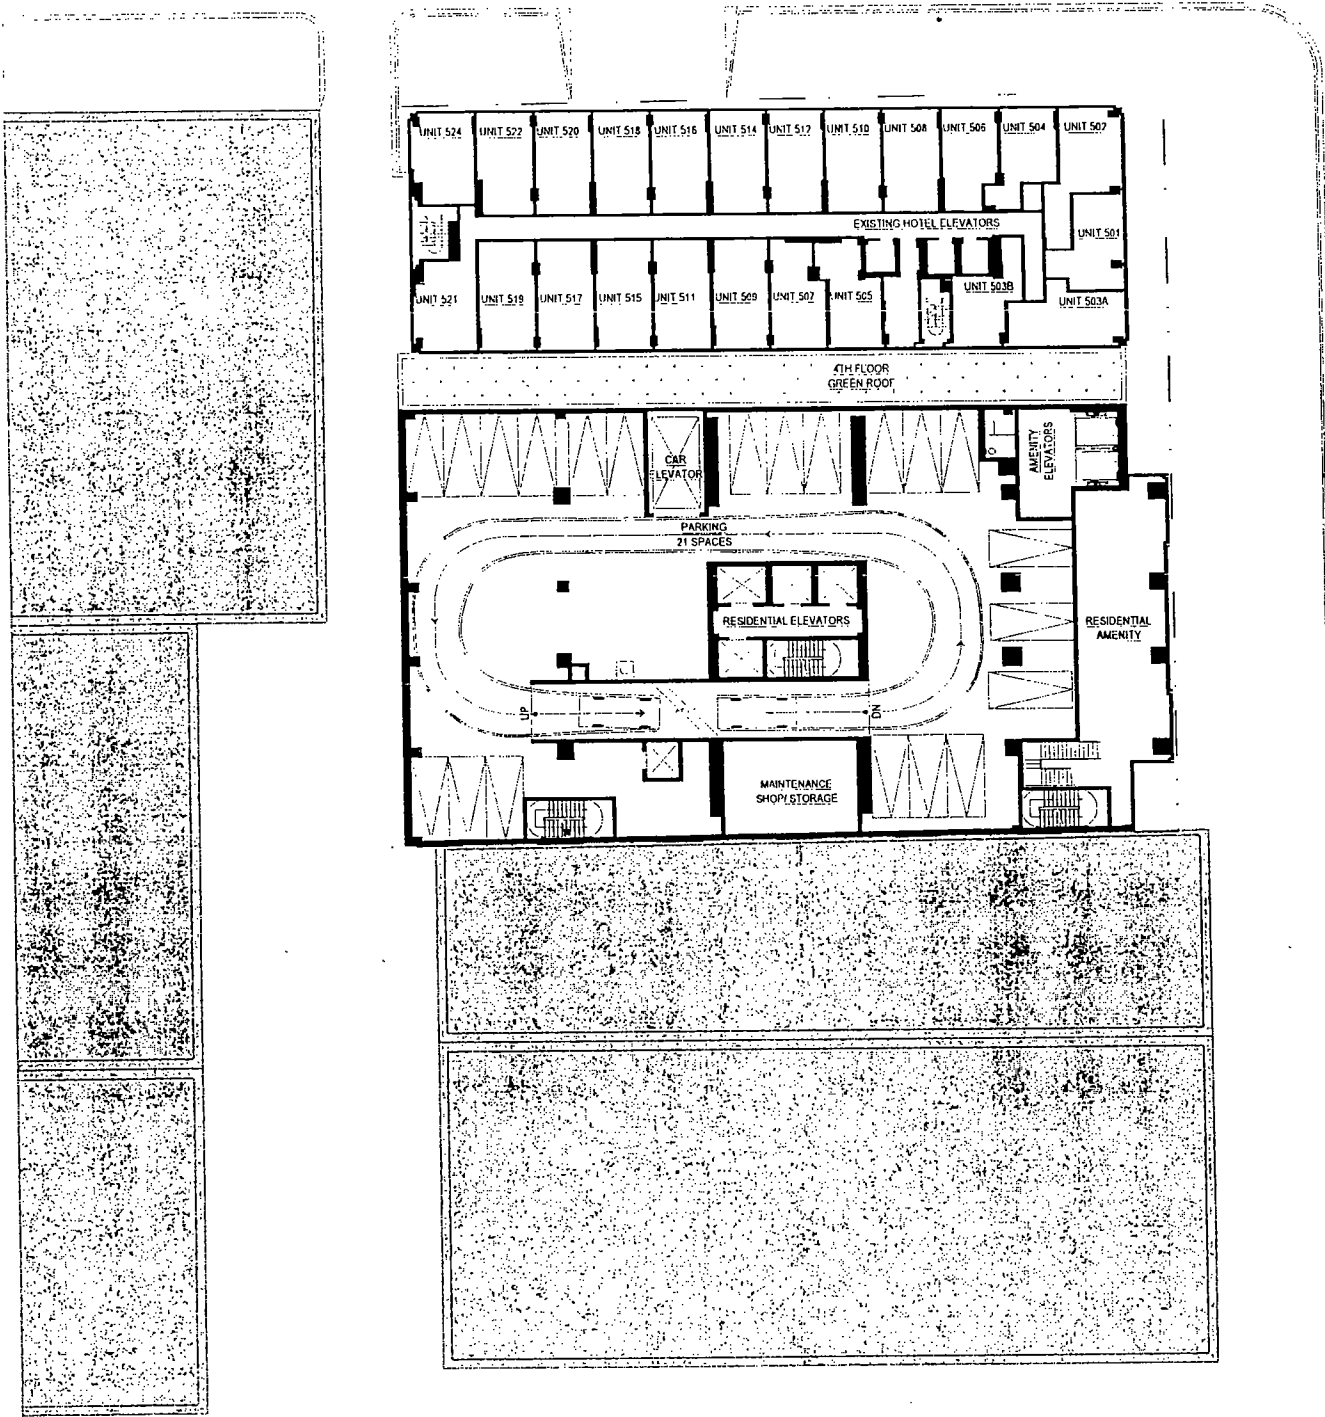 UNIT 524
UNIT 522
UNIT 520
UNIT 518
UNIT 516
UNIT 514
UNIT 512
UNIT 510
UNIT 508
UNIT 506
UNIT 504
UNIT 502
EXISTING HOTEL ELEVATORS
UNIT 501
UNIT 521
UNIT 519
UNIT 517
UNIT 515
UNIT 511
UNIT 509
UNIT 507
UNIT 505
UNIT 503B
UNIT 503A
4TH FLOOR
GREEN ROOF
CAR
ELEVATOR
AMENITY
ELEVATORS
PARKING
21 SPACES
RESIDENTIAL ELEVATORS
RESIDENTIAL
AMENITY
UP
DN
MAINTENANCE
SHOP/STORAGE